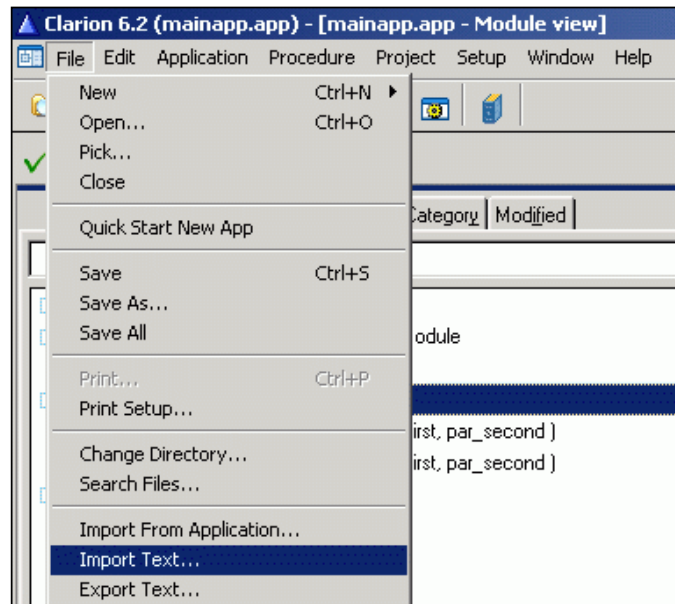 Clarion 6.2 (mainapp.app) - [mainapp.app - Module view]
File Edit Application Procedure Project Setup Window Help
New Ctrl+N
Open... Ctrl+O
Pick...
Close
Category Modified
Quick Start New App
Save Ctrl+S
Save As...
Save All
odule
Print... Ctrl+P
Print Setup...
irst, par_second )
Change Directory...
irst, par_second )
Search Files...
Import From Application...
Import Text...
Export Text...